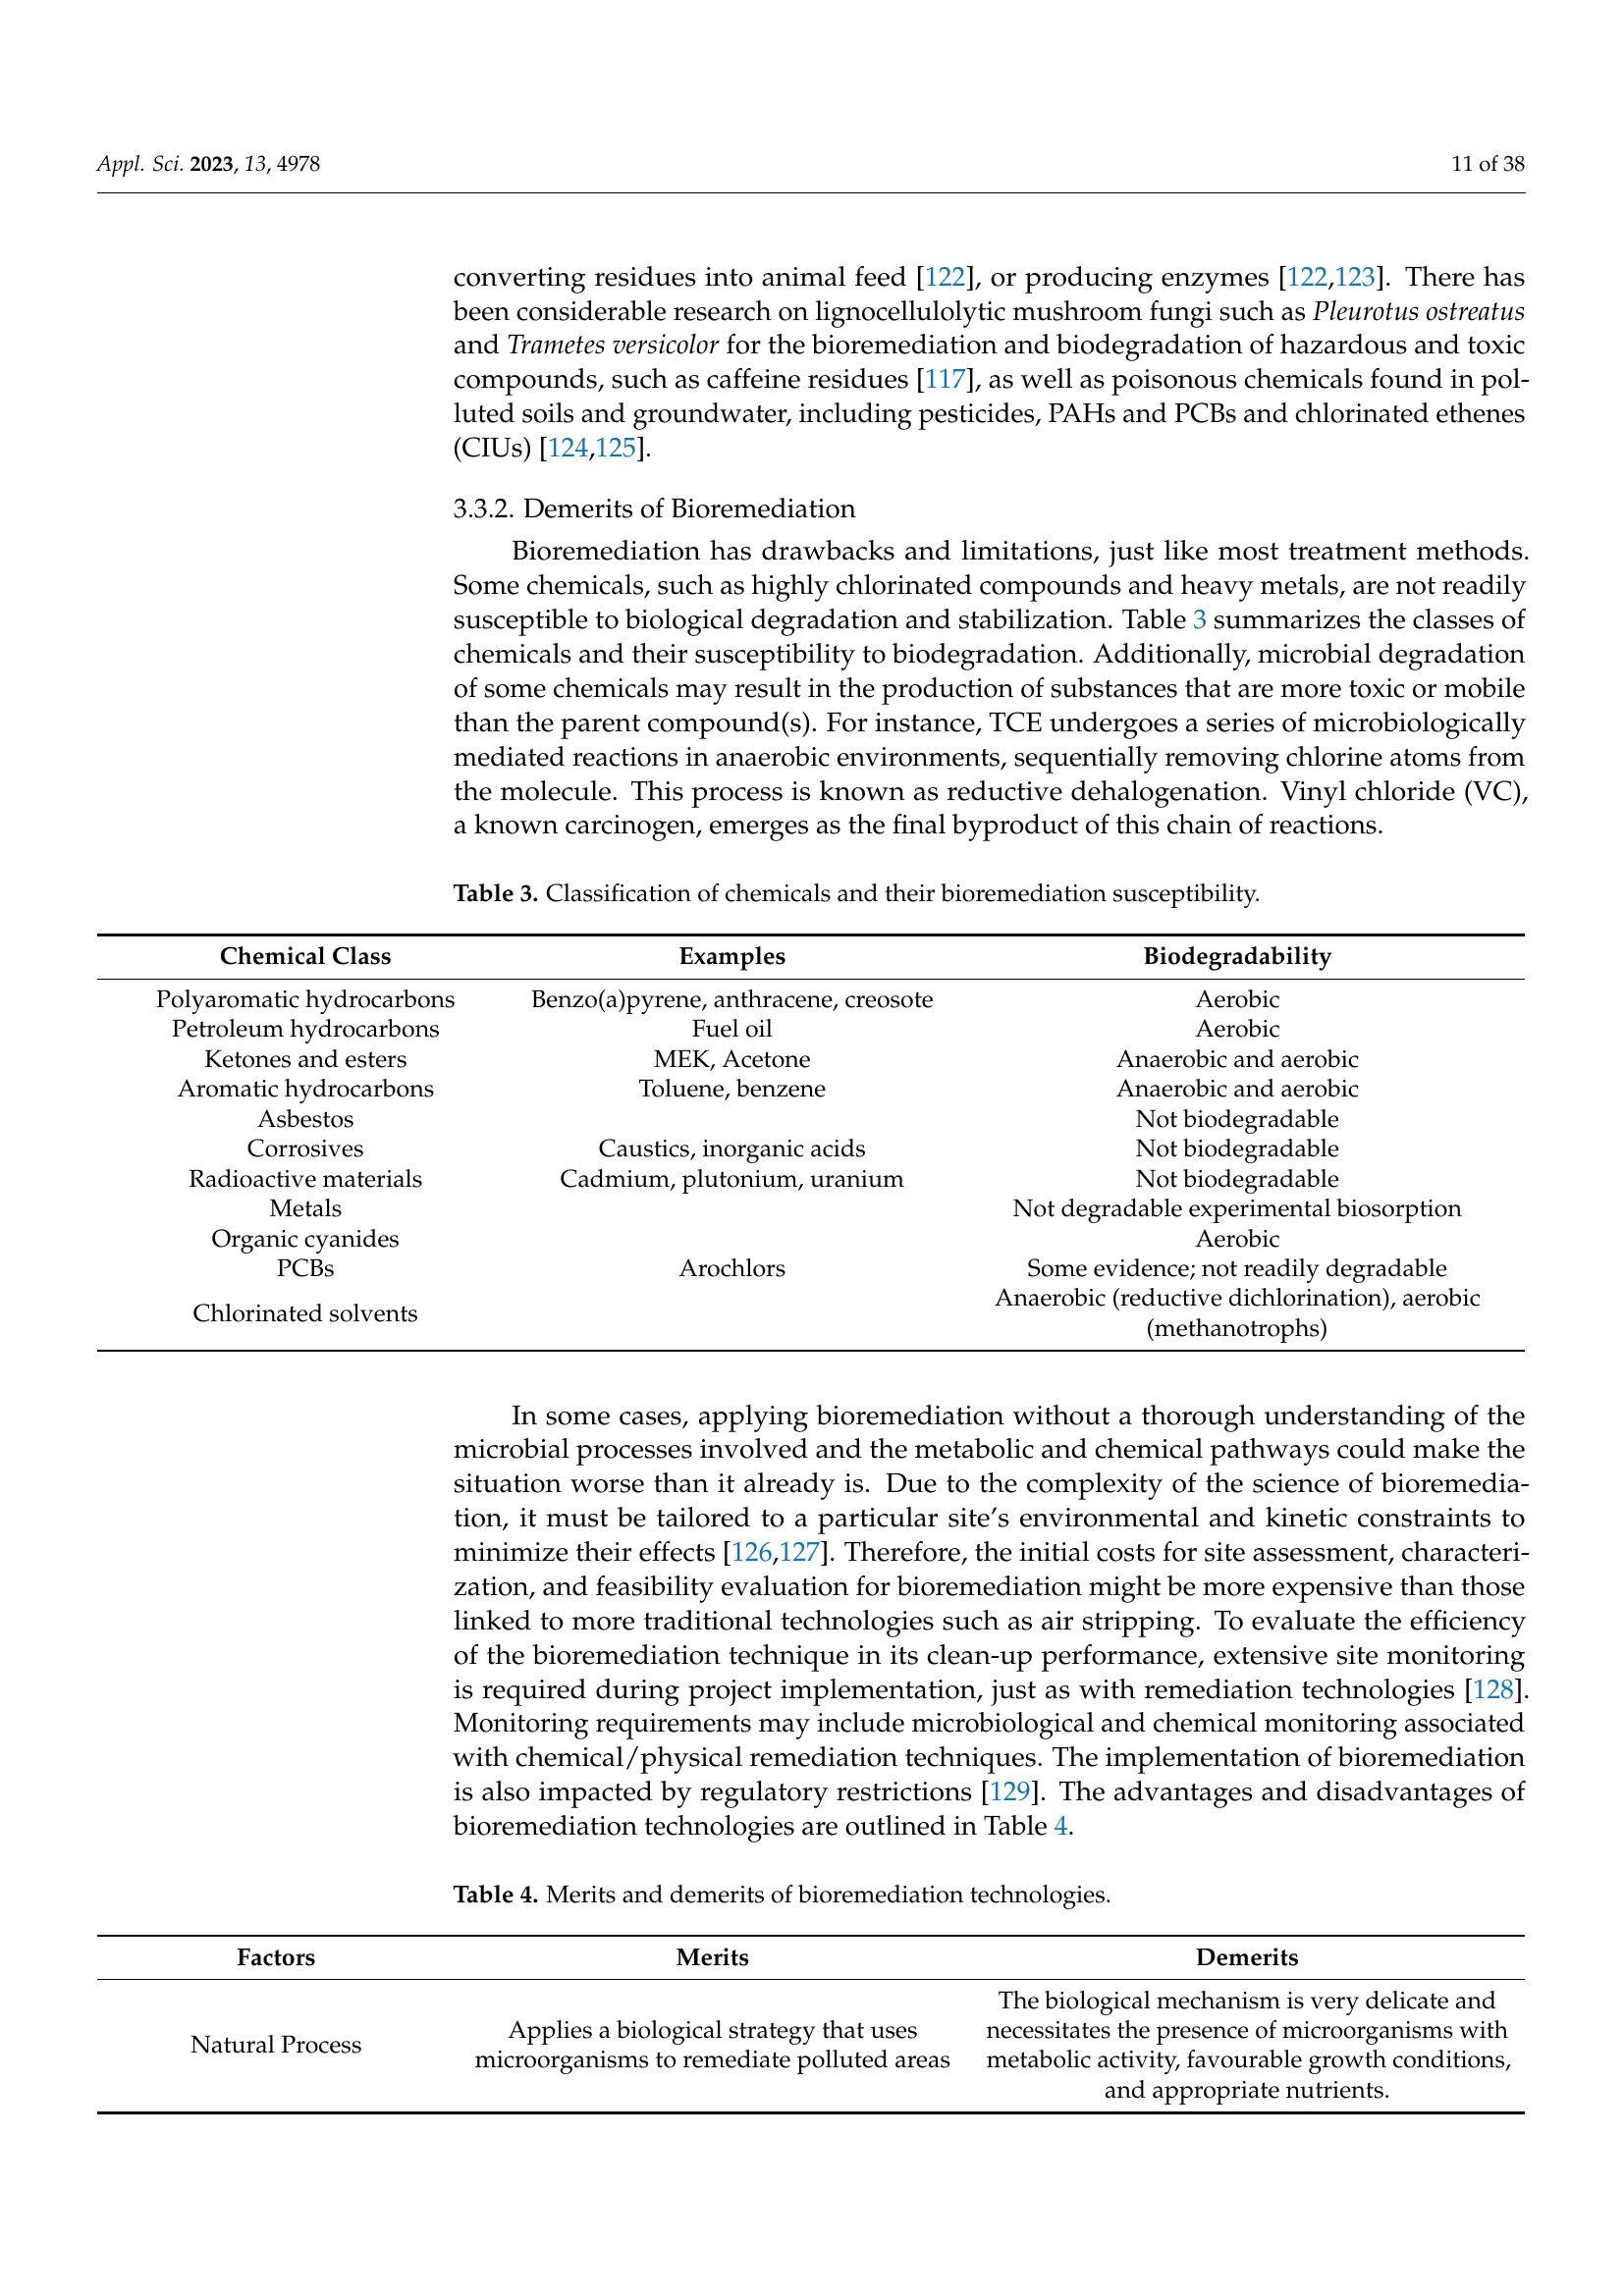 Appl. Sci. 2023, 13, 4978
11 of 38
converting residues into animal feed [122], or producing enzymes [122,123]. There has
been considerable research on lignocellulolytic mushroom fungi such as Pleurotus ostreatus
and Trametes versicolor for the bioremediation and biodegradation of hazardous and toxic
compounds, such as caffeine residues [117], as well as poisonous chemicals found in pol-
luted soils and groundwater, including pesticides, PAHs and PCBs and chlorinated ethenes
(CIUs) [124,125].
3.3.2. Demerits of Bioremediation
Bioremediation has drawbacks and limitations, just like most treatment methods.
Some chemicals, such as highly chlorinated compounds and heavy metals, are not readily
susceptible to biological degradation and stabilization. Table 3 summarizes the classes of
chemicals and their susceptibility to biodegradation. Additionally, microbial degradation
of some chemicals may result in the production of substances that are more toxic or mobile
than the parent compound(s). For instance, TCE undergoes a series of microbiologically
mediated reactions in anaerobic environments, sequentially removing chlorine atoms from
the molecule. This process is known as reductive dehalogenation. Vinyl chloride (VC),
a known carcinogen, emerges as the final byproduct of this chain of reactions.
Table 3. Classification of chemicals and their bioremediation susceptibility.
Chemical Class Examples Biodegradability
Polyaromatic hydrocarbons Benzo(a)pyrene, anthracene, creosote Aerobic
Petroleum hydrocarbons Fuel oil Aerobic
Ketones and esters MEK, Acetone Anaerobic and aerobic
Aromatic hydrocarbons Toluene, benzene Anaerobic and aerobic
Asbestos Not biodegradable
Corrosives Caustics, inorganic acids Not biodegradable
Radioactive materials Cadmium, plutonium, uranium Not biodegradable
Metals Not degradable experimental biosorption
Organic cyanides Aerobic
PCBs Arochlors Some evidence; not readily degradable
Chlorinated solvents Anaerobic (reductive dichlorination), aerobic
(methanotrophs)
In some cases, applying bioremediation without a thorough understanding of the
microbial processes involved and the metabolic and chemical pathways could make the
situation worse than it already is. Due to the complexity of the science of bioremedia-
tion, it must be tailored to a particular site's environmental and kinetic constraints to
minimize their effects [126,127]. Therefore, the initial costs for site assessment, characteri-
zation, and feasibility evaluation for bioremediation might be more expensive than those
linked to more traditional technologies such as air stripping. To evaluate the efficiency
of the bioremediation technique in its clean-up performance, extensive site monitoring
is required during project implementation, just as with remediation technologies [128].
Monitoring requirements may include microbiological and chemical monitoring associated
with chemical/physical remediation techniques. The implementation of bioremediation
is also impacted by regulatory restrictions [129]. The advantages and disadvantages of
bioremediation technologies are outlined in Table 4.
Table 4. Merits and demerits of bioremediation technologies.
Factors Merits Demerits
Natural Process
Applies a biological strategy that uses
microorganisms to remediate polluted areas
The biological mechanism is very delicate and
necessitates the presence of microorganisms with
metabolic activity, favourable growth conditions,
and appropriate nutrients.